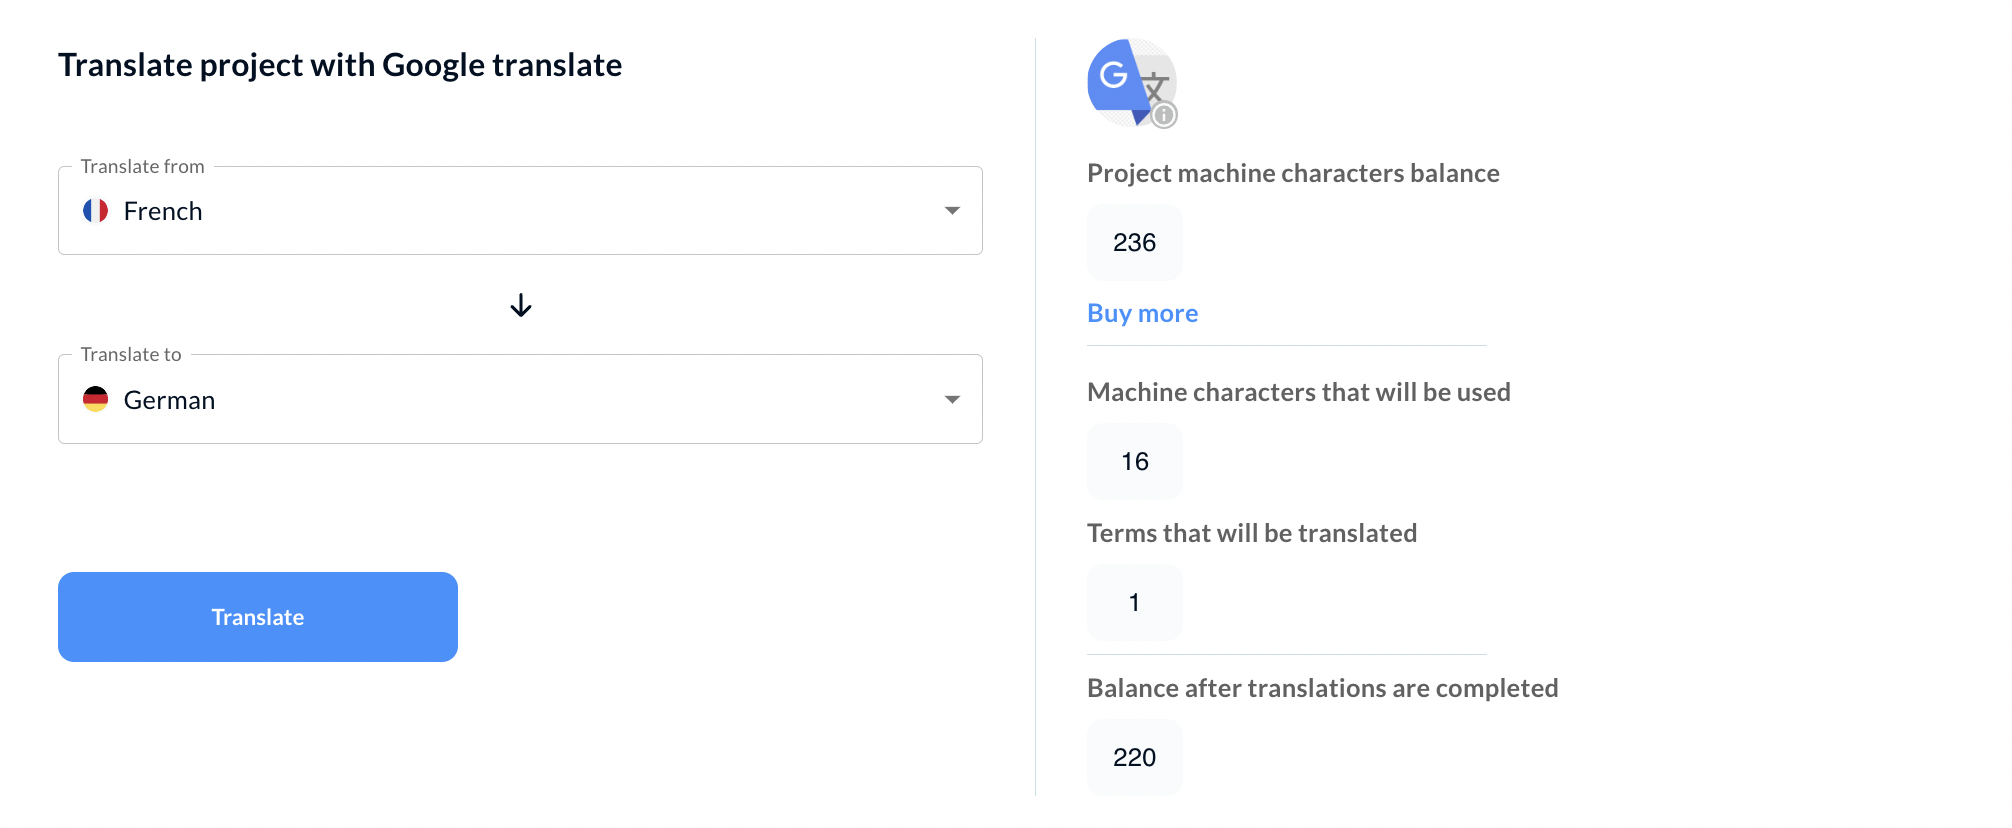 Translate project with Google translate
Translate from
French
Translate to
German
Translate
G
文
Project machine characters balance
236
Buy more
Machine characters that will be used
16
Terms that will be translated
1
Balance after translations are completed
220